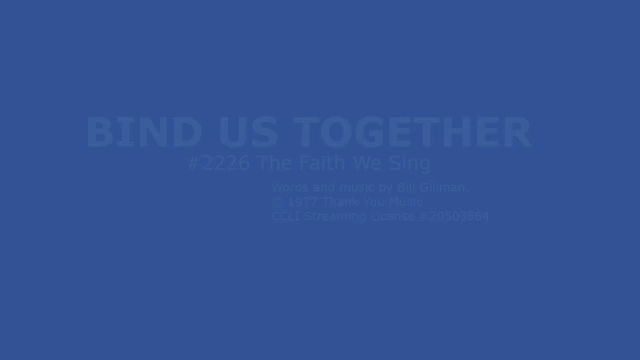 BIND US TOGETHER
#2226 The Faith We Sing
Words and music by Bill Gillman
© 1977 Thank You Music
CCLI Streaming License